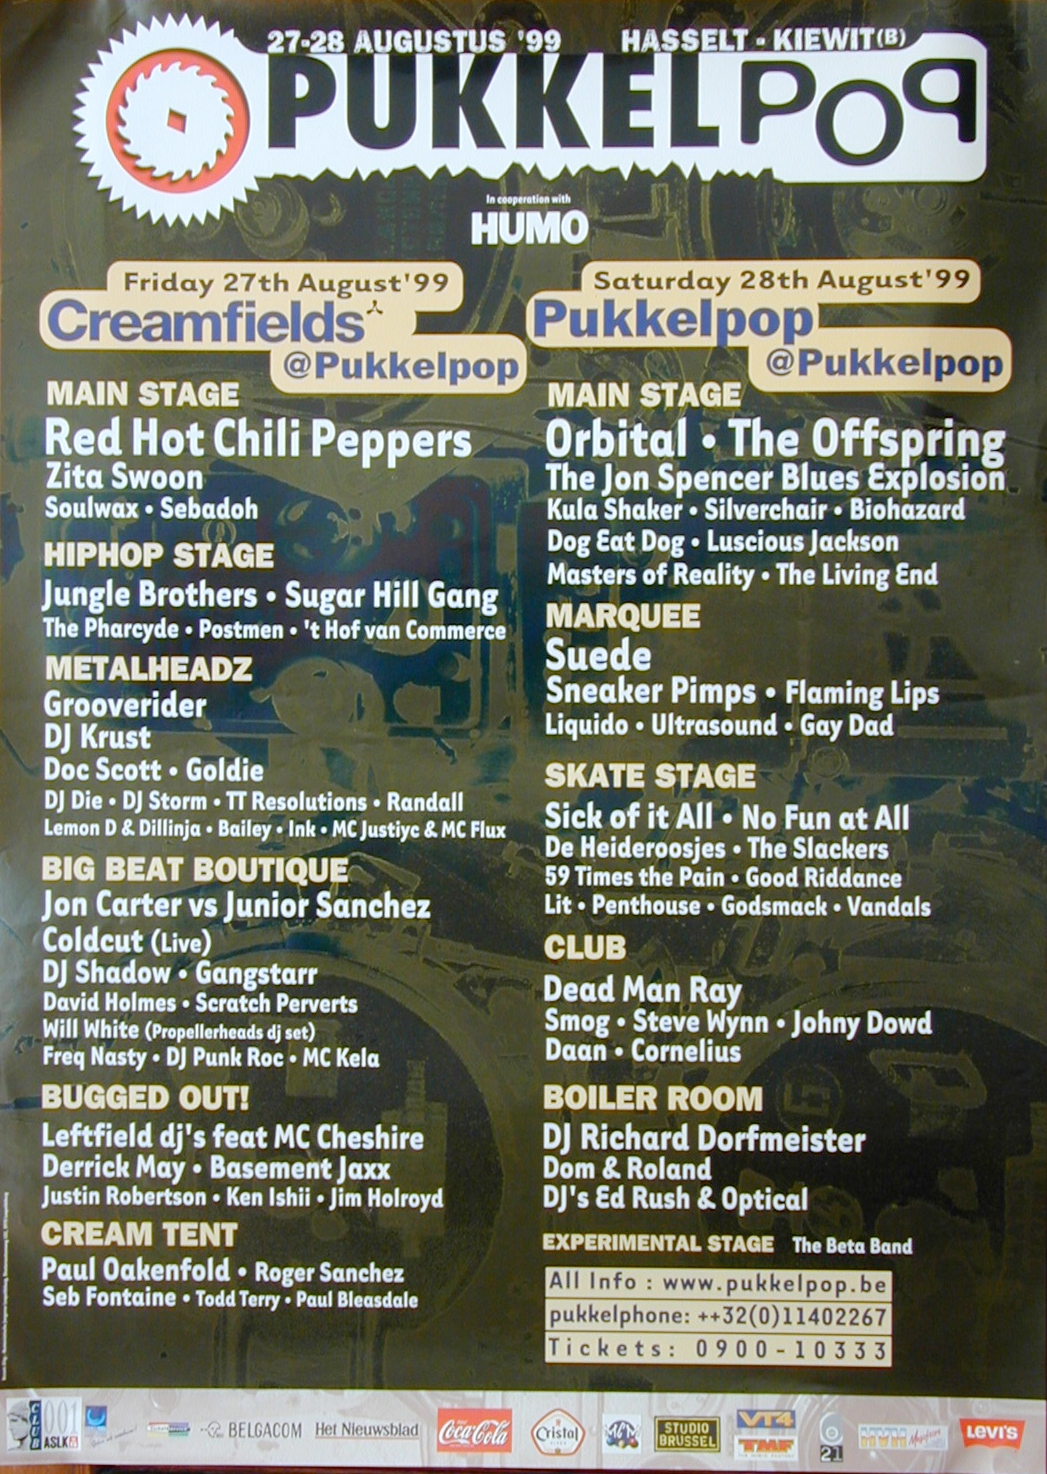 27-28 AUGUSTUS '99 HASSELT - KIEWIT(B)
PUKKELPOP
In cooperation with
HUMO
Friday 27th August'99
Creamfields
@Pukkelpop
MAIN STAGE
Red Hot Chili Peppers
Zita Swoon
Soulwax • Sebadoh
HIPHOP STAGE
Jungle Brothers • Sugar Hill Gang
The Pharcyde • Postmen • 't Hof van Commerce
METALHEADZ
Grooverider
DJ Krust
Doc Scott • Goldie
DJ Die • DJ Storm • TT Resolutions • Randall
Lemon D & Dillinja • Bailey • Ink • MC Justiyc & MC Flux
BIG BEAT BOUTIQUE
Jon Carter vs Junior Sanchez
Coldcut (Live)
DJ Shadow • Gangstarr
David Holmes • Scratch Perverts
Will White (Propellerheads dj set)
Freq Nasty • DJ Punk Roc • MC Kela
BUGGED OUT!
Leftfield dj's feat MC Cheshire
Derrick May • Basement Jaxx
Justin Robertson • Ken Ishii • Jim Holroyd
CREAM TENT
Paul Oakenfold • Roger Sanchez
Seb Fontaine • Todd Terry • Paul Bleasdale
Saturday 28th August'99
Pukkelpop
@Pukkelpop
MAIN STAGE
Orbital • The Offspring
The Jon Spencer Blues Explosion
Kula Shaker • Silverchair • Biohazard
Dog Eat Dog • Luscious Jackson
Masters of Reality • The Living End
MARQUEE
Suede
Sneaker Pimps • Flaming Lips
Liquido • Ultrasound • Gay Dad
SKATE STAGE
Sick of it All • No Fun at All
De Heideroosjes • The Slackers
59 Times the Pain • Good Riddance
Lit • Penthouse • Godsmack • Vandals
CLUB
Dead Man Ray
Smog • Steve Wynn • Johny Dowd
Daan • Cornelius
BOILER ROOM
DJ Richard Dorfmeister
Dom & Roland
DJ's Ed Rush & Optical
EXPERIMENTAL STAGE The Beta Band
All Info : www.pukkelpop.be
pukkelphone: ++32(0)11402267
Tickets: 0900-10333
CLUB 001 ASLK
BELGACOM
Het Nieuwsblad
Coca-Cola
Cristal
STUDIO BRUSSEL
VT4
TMF
21
LEVI'S